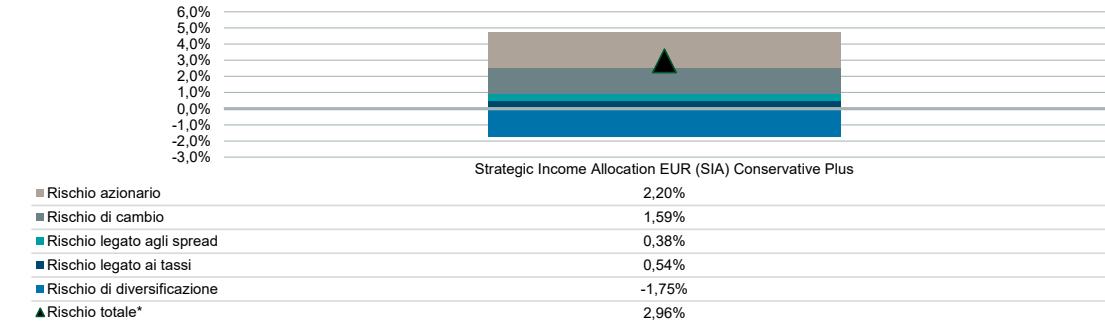 6,0%
5,0%
4,0%
3,0%
2,0%
1,0%
0,0%
-1,0%
-2,0%
-3,0%
Strategic Income Allocation EUR (SIA) Conservative Plus
Rischio azionario 2,20%
Rischio di cambio 1,59%
Rischio legato agli spread 0,38%
Rischio legato ai tassi 0,54%
Rischio di diversificazione -1,75%
Rischio totale* 2,96%